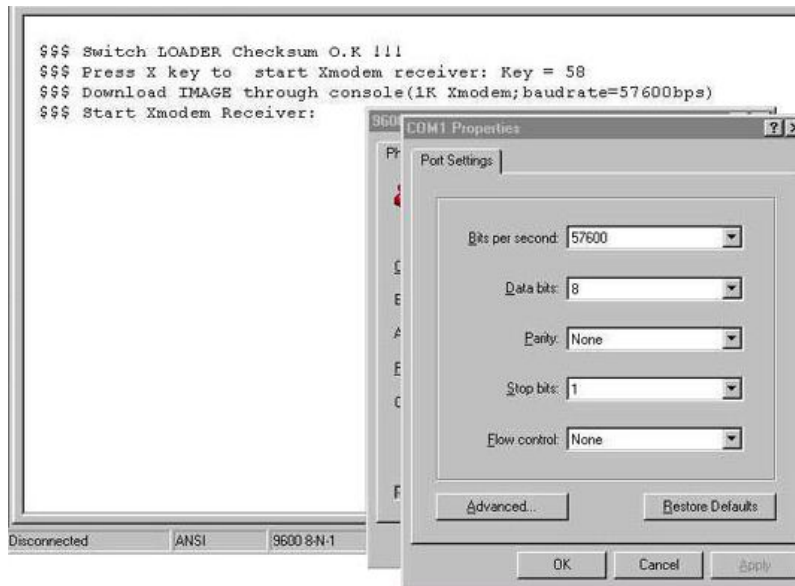 $$$ Switch LOADER Checksum O.K !!!
$$$ Press X key to  start Xmodem receiver: Key = 58
$$$ Download IMAGE through console(1K Xmodem;baudrate=57600bps)
$$$ Start Xmodem Receiver:
COM1 Properties
Port Settings
Bits per second: 57600
Data bits: 8
Parity: None
Stop bits: 1
Flow control: None
Advanced...
Restore Defaults
OK
Cancel
Apply
Disconnected
ANSI
9600 8-N-1